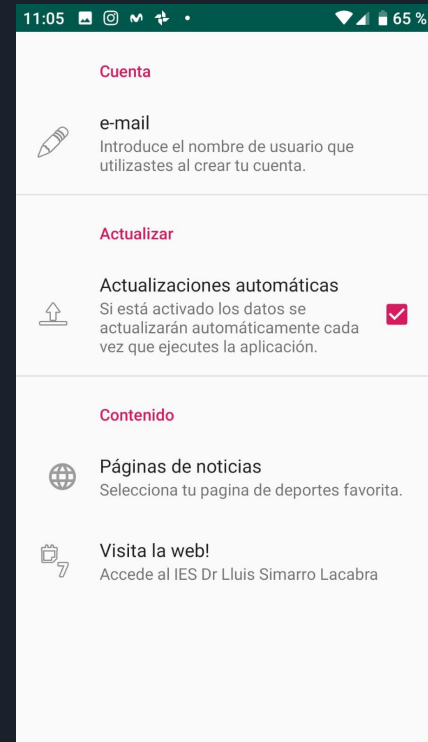 11:05 65 %
Cuenta
e-mail
Introduce el nombre de usuario que
utilizastes al crear tu cuenta.
Actualizar
Actualizaciones automáticas
Si está activado los datos se
actualizarán automáticamente cada
vez que ejecutes la aplicación.
Contenido
Páginas de noticias
Selecciona tu pagina de deportes favorita.
7
Visita la web!
Accede al IES Dr Lluis Simarro Lacabra